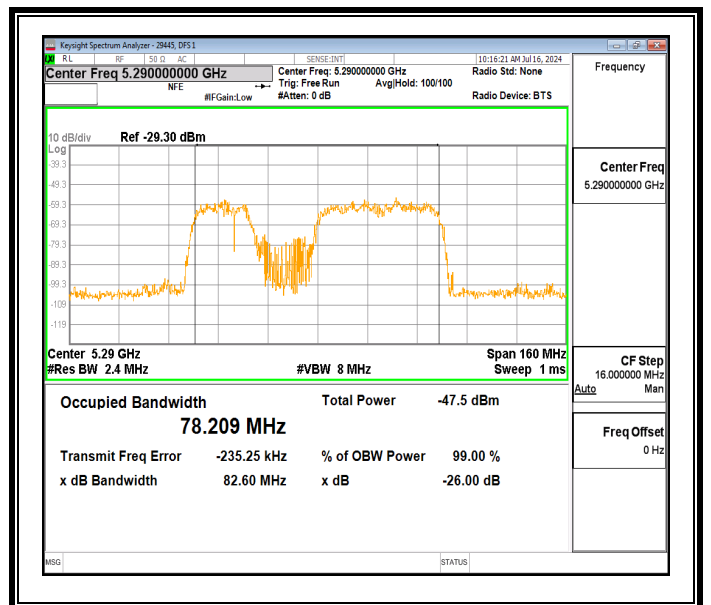 Keysight Spectrum Analyzer - 29445, DFS 1
LXI RL RF 50 Ω AC SENSE:INT 10:16:21 AM Jul 16, 2024
Center Freq 5.290000000 GHz
NFE
#IFGain:Low
Center Freq: 5.290000000 GHz
Trig: Free Run Avg|Hold: 100/100
#Atten: 0 dB
Radio Std: None
Radio Device: BTS
10 dB/div Ref -29.30 dBm
Log
-39.3
-49.3
-59.3
-69.3
-79.3
-89.3
-99.3
-109
-119
Center 5.29 GHz Span 160 MHz
#Res BW 2.4 MHz #VBW 8 MHz Sweep 1 ms
Occupied Bandwidth Total Power -47.5 dBm
78.209 MHz
Transmit Freq Error -235.25 kHz % of OBW Power 99.00 %
x dB Bandwidth 82.60 MHz x dB -26.00 dB
MSG STATUS
Frequency
Center Freq
5.290000000 GHz
CF Step
16.000000 MHz
Auto Man
Freq Offset
0 Hz